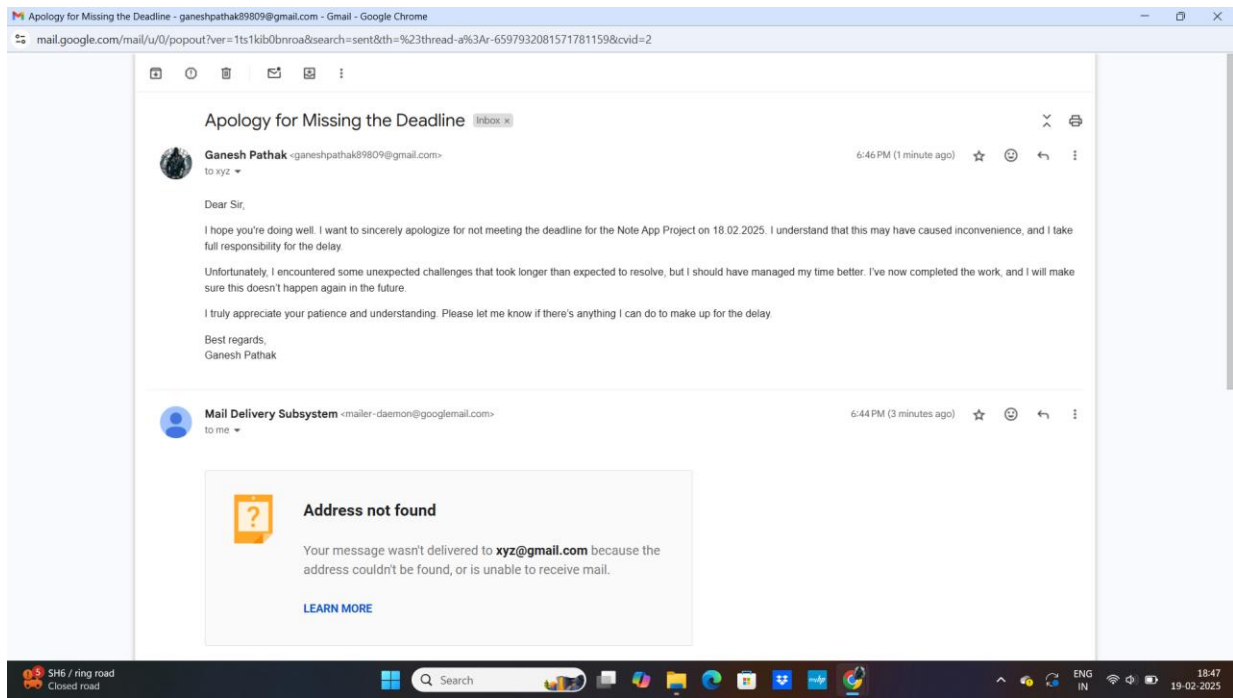 Apology for Missing the Deadline - ganeshpathak89809@gmail.com - Gmail - Google Chrome
mail.google.com/mail/u/0/popout?ver=1ts1kib0bnroa&search=sent&th=%23thread-a%3Ar-6597932081571781159&cvid=2
Apology for Missing the Deadline Inbox x
Ganesh Pathak <ganeshpathak89809@gmail.com> 6:46 PM (1 minute ago)
to xyz
Dear Sir,
I hope you're doing well. I want to sincerely apologize for not meeting the deadline for the Note App Project on 18.02.2025. I understand that this may have caused inconvenience, and I take
full responsibility for the delay.
Unfortunately, I encountered some unexpected challenges that took longer than expected to resolve, but I should have managed my time better. I've now completed the work, and I will make
sure this doesn't happen again in the future.
I truly appreciate your patience and understanding. Please let me know if there's anything I can do to make up for the delay.
Best regards,
Ganesh Pathak
Mail Delivery Subsystem <mailer-daemon@googlemail.com> 6:44 PM (3 minutes ago)
to me
Address not found
Your message wasn't delivered to xyz@gmail.com because the
address couldn't be found, or is unable to receive mail.
LEARN MORE
5 SH6 / ring road
Closed road
Search
ENG 18:47
IN 19-02-2025